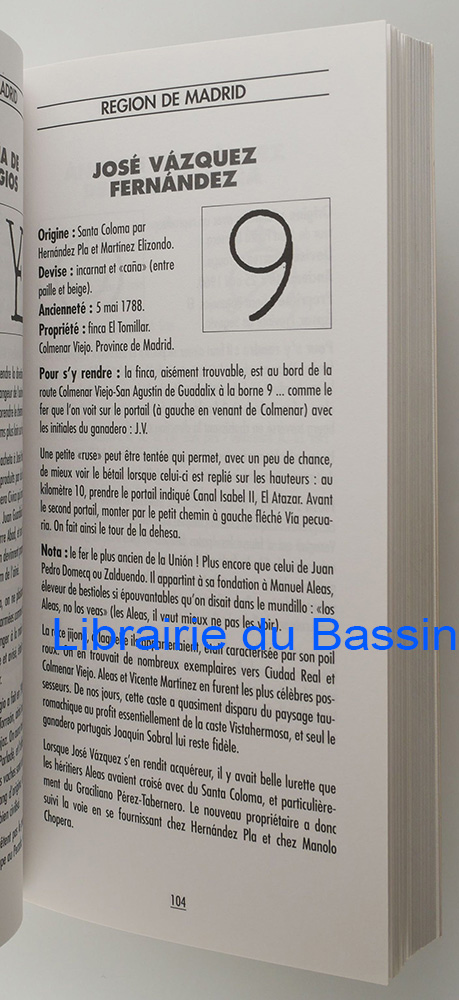 ADRID
A DE
GIOS
REGION DE MADRID
JOSÉ VÁZQUEZ
FERNÁNDEZ
Origine : Santa Coloma par
Hernández Pla et Martinez Elizondo.
Devise : incarnat et «caña» (entre
paille et beige).
Ancienneté : 5 mai 1788.
Propriété : finca El Tomillar.
Colmenar Viejo. Province de Madrid.
9
Pour s'y rendre : la finca, aisément trouvable, est au bord de la
route Colmenar Viejo-San Agustin de Guadalix à la borne 9 ... comme le
fer que l'on voit sur le portail (à gauche en venant de Colmenar) avec
les initiales du ganadero : J.V.
Une petite «ruse» peut être tentée qui permet, avec un peu de chance,
de mieux voir le bétail lorsque celui-ci est replié sur les hauteurs : au
kilomètre 10, prendre le portail indiqué Canal Isabel II, El Atazar. Avant
le second portail, monter par le petit chemin à gauche fléché Via pecua-
ria. On fait ainsi le tour de la dehesa.
Nota : le fer le plus ancien de la Unión ! Plus encore que celui de Juan
Pedro Domecq ou Zalduendo. Il appartint à sa fondation à Manuel Aleas,
éleveur de bestioles si épouvantables qu'on disait dans le mundillo : «los
Aleas, no los veas» (les Aleas, il vaut mieux ne pas les voir).
Librairie du Bassin
La race jijona, à laquelle ils appartenaient, était caractérisée par son poil
roux. On en trouvait de nombreux exemplaires vers Ciudad Real et
Colmenar Viejo. Aleas et Vicente Martinez en furent les plus célèbres pos-
sesseurs. De nos jours, cette caste a quasiment disparu du paysage tau-
romachique au profit essentiellement de la caste Vistahermosa, et seul le
ganadero portugais Joaquín Sobral lui reste fidèle.
Lorsque José Vázquez s'en rendit acquéreur, il y avait belle lurette que
les héritiers Aleas avaient croisé avec du Santa Coloma, et particulière-
ment du Graciliano Pérez-Tabernero. Le nouveau propriétaire a donc
suivi la voie en se fournissant chez Hernández Pla et chez Manolo
Chopera.
104